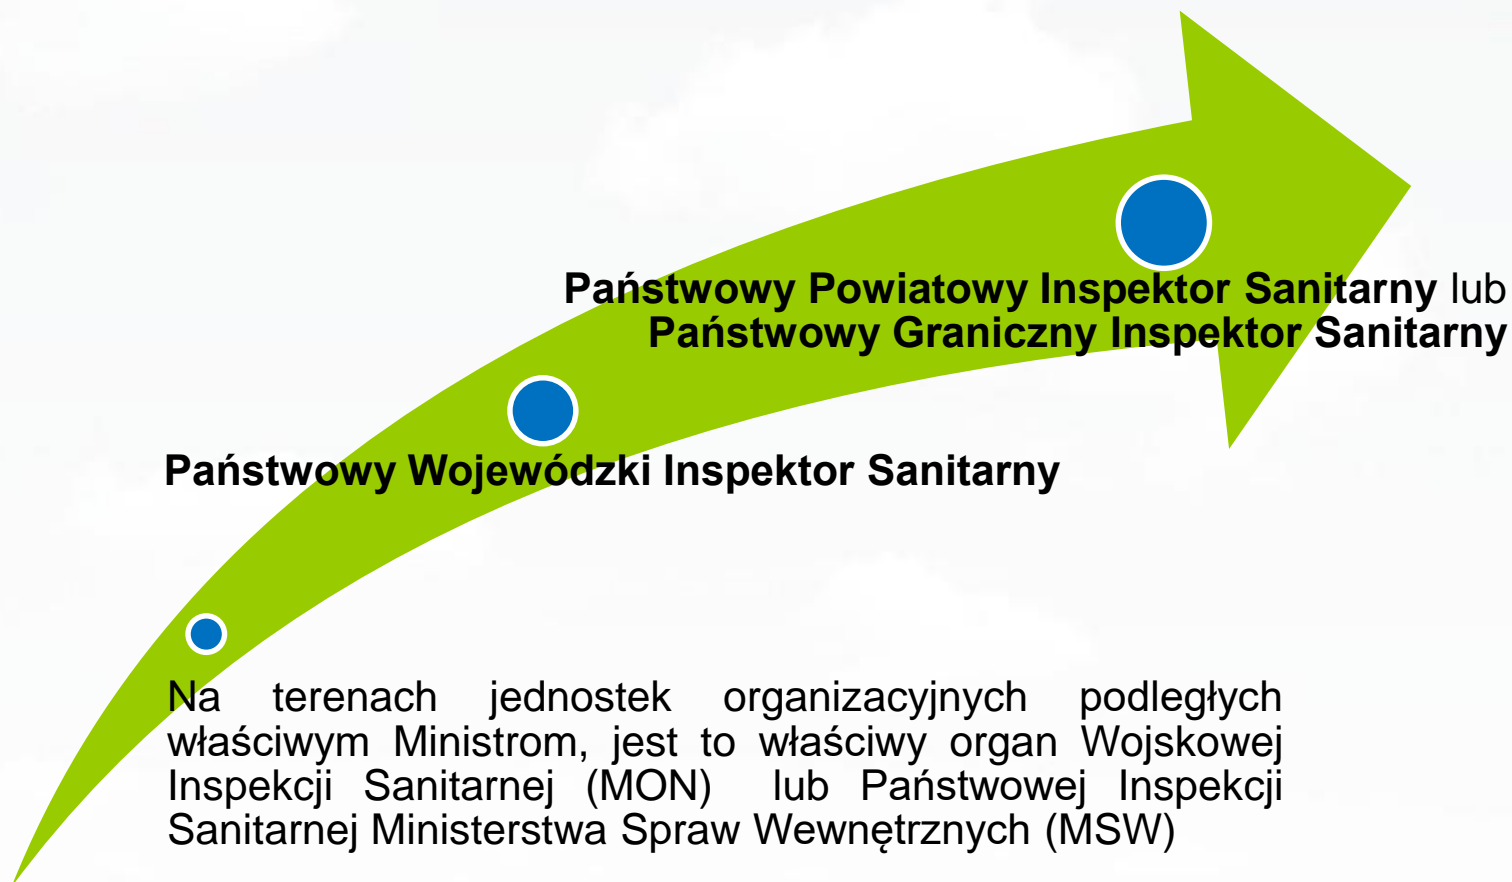 Państwowy Powiatowy Inspektor Sanitarny lub
Państwowy Graniczny Inspektor Sanitarny
Państwowy Wojewódzki Inspektor Sanitarny
Na terenach jednostek organizacyjnych podległych
właściwym Ministrom, jest to właściwy organ Wojskowej
Inspekcji Sanitarnej (MON) lub Państwowej Inspekcji
Sanitarnej Ministerstwa Spraw Wewnętrznych (MSW)